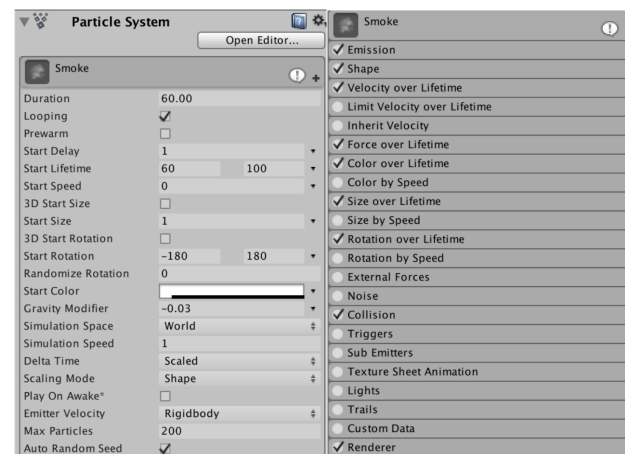 Particle System
Open Editor...
Smoke
Duration 60.00
Looping
Prewarm
Start Delay 1
Start Lifetime 60 100
Start Speed 0
3D Start Size
Start Size 1
3D Start Rotation
Start Rotation -180 180
Randomize Rotation 0
Start Color
Gravity Modifier -0.03
Simulation Space World
Simulation Speed 1
Delta Time Scaled
Scaling Mode Shape
Play On Awake*
Emitter Velocity Rigidbody
Max Particles 200
Auto Random Seed
Smoke
Emission
Shape
Velocity over Lifetime
Limit Velocity over Lifetime
Inherit Velocity
Force over Lifetime
Color over Lifetime
Color by Speed
Size over Lifetime
Size by Speed
Rotation over Lifetime
Rotation by Speed
External Forces
Noise
Collision
Triggers
Sub Emitters
Texture Sheet Animation
Lights
Trails
Custom Data
Renderer